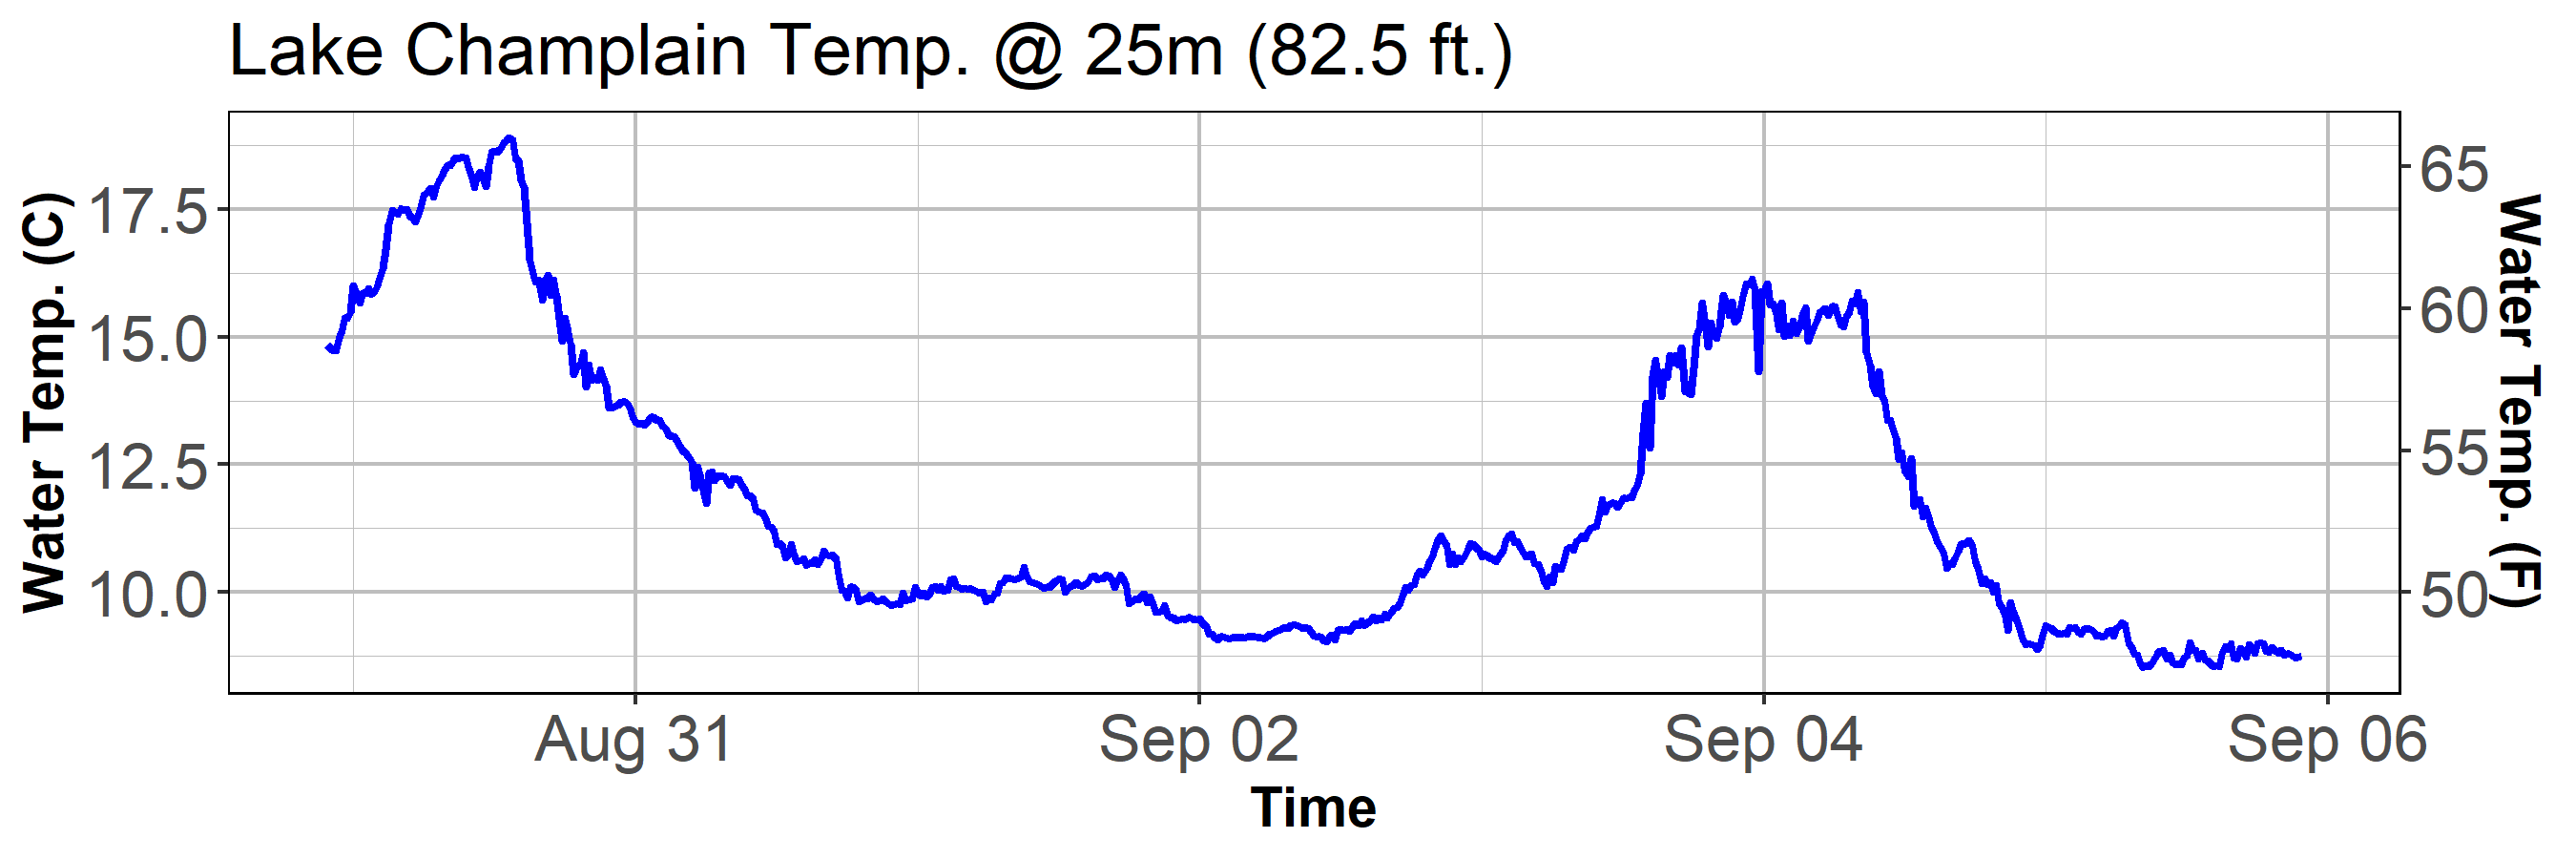 Lake Champlain Temp. @ 25m (82.5 ft.)
Water Temp. (C)
17.5
15.0
12.5
10.0
65
60
55
50
Water Temp. (F)
Aug 31
Sep 02
Sep 04
Sep 06
Time